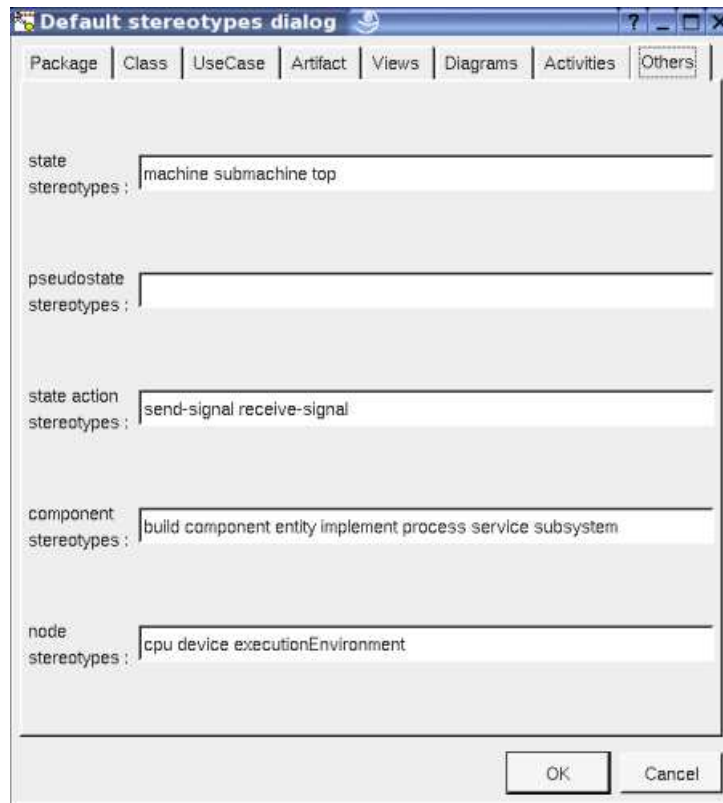 Default stereotypes dialog
Package Class UseCase Artifact Views Diagrams Activities Others
state
stereotypes :
machine submachine top
pseudostate
stereotypes :
state action
stereotypes :
send-signal receive-signal
component
stereotypes :
build component entity implement process service subsystem
node
stereotypes :
cpu device executionEnvironment
OK Cancel